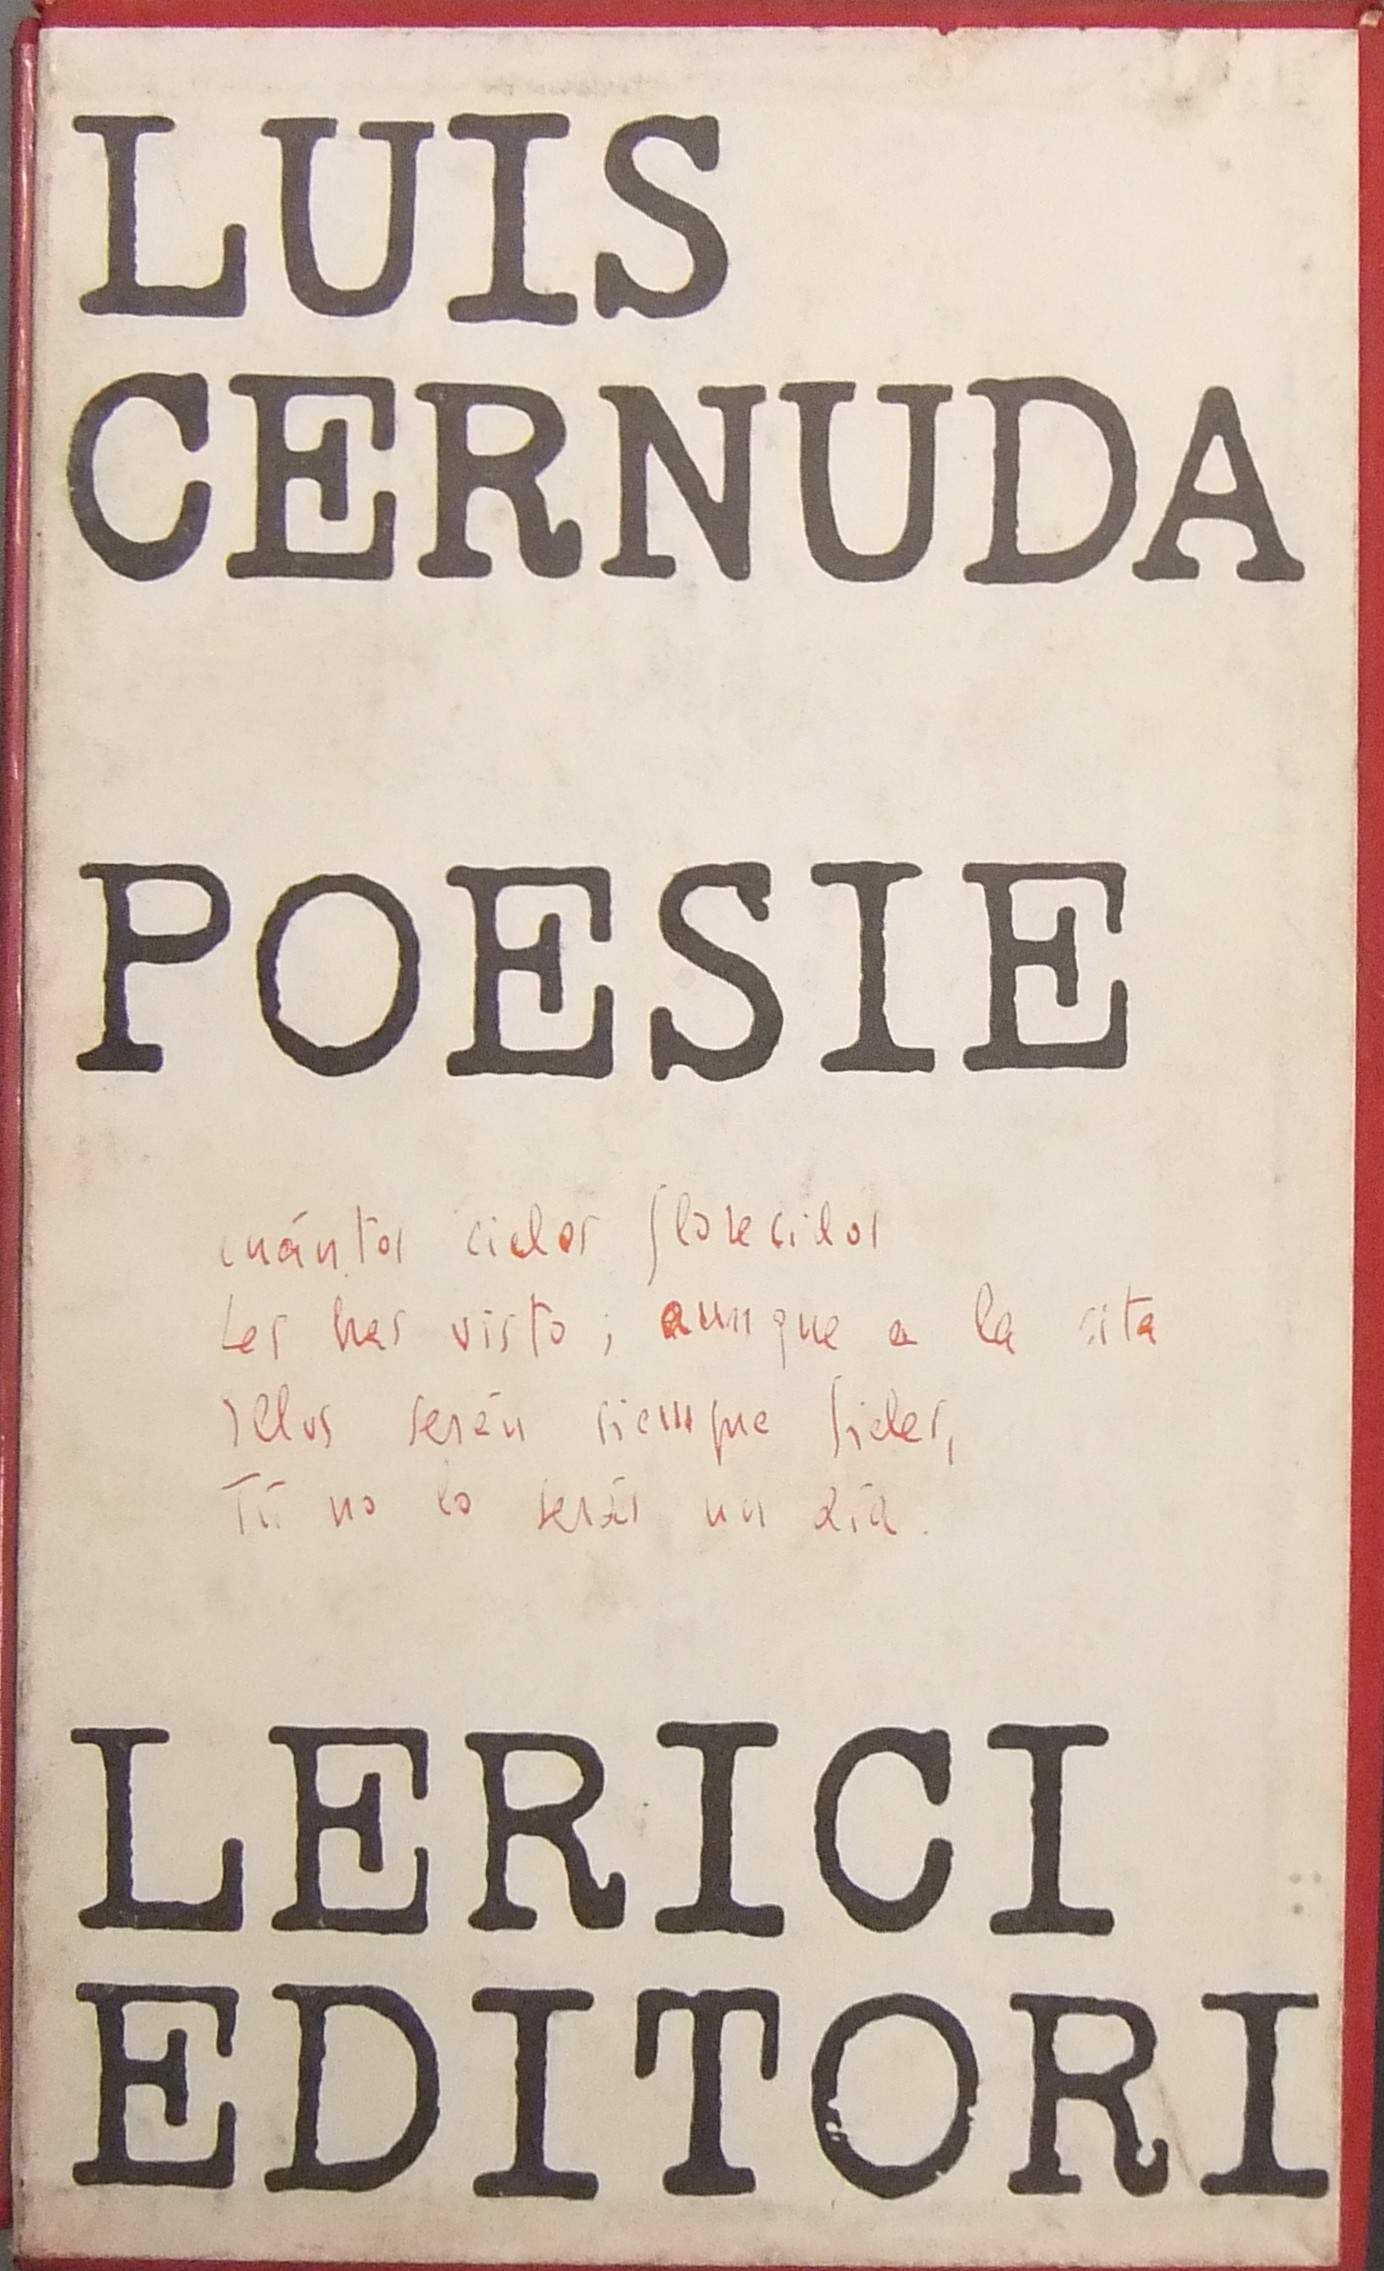 LUIS
CERNUDA
POESIE
cuántos cielos florecidos
Les has visto; aunque a la cita
ellos serán siempre fieles,
Tú no lo serás un día.
LERICI
EDITORI